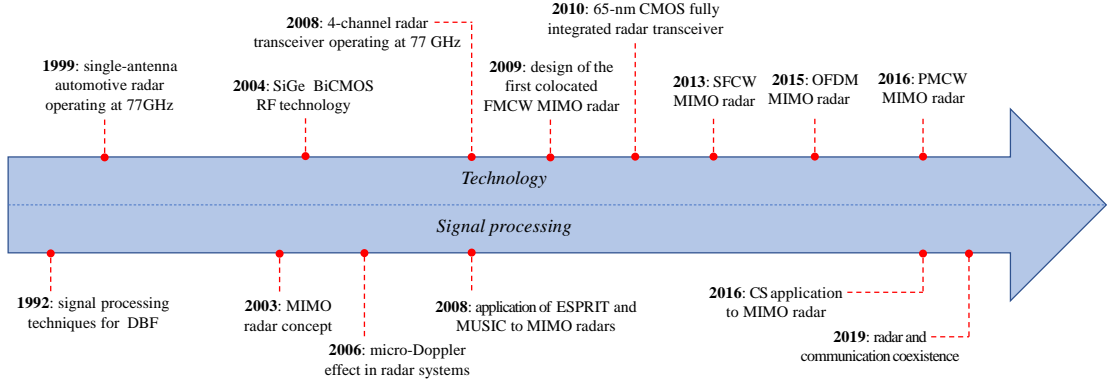 1999: single-antenna
automotive radar
operating at 77GHz
2004: SiGe BiCMOS
RF technology
2008: 4-channel radar
transceiver operating at 77 GHz
2009: design of the
first colocated
FMCW MIMO radar
2010: 65-nm CMOS fully
integrated radar transceiver
2013: SFCW
MIMO radar
2015: OFDM
MIMO radar
2016: PMCW
MIMO radar
Technology
Signal processing
1992: signal processing
techniques for DBF
2003: MIMO
radar concept
2006: micro-Doppler
effect in radar systems
2008: application of ESPRIT and
MUSIC to MIMO radars
2016: CS application
to MIMO radar
2019: radar and
communication coexistence